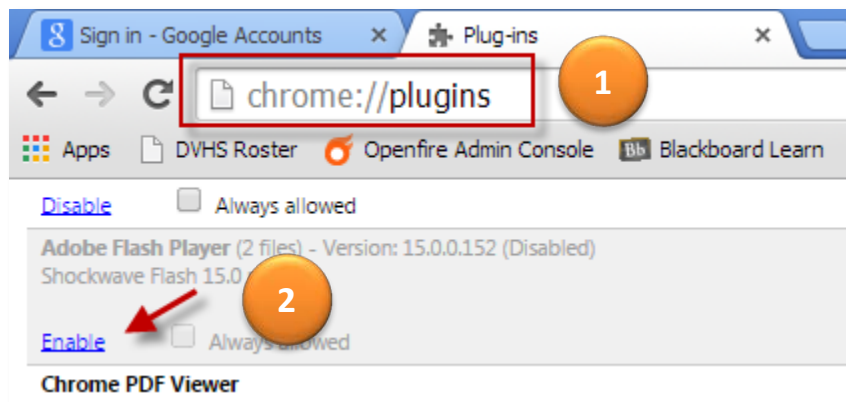 Sign in - Google Accounts
Plug-ins
chrome://plugins
1
Apps
DVHS Roster
Openfire Admin Console
Bb Blackboard Learn
Disable
Always allowed
Adobe Flash Player (2 files) - Version: 15.0.0.152 (Disabled)
Shockwave Flash 15.0
2
Enable
Always allowed
Chrome PDF Viewer